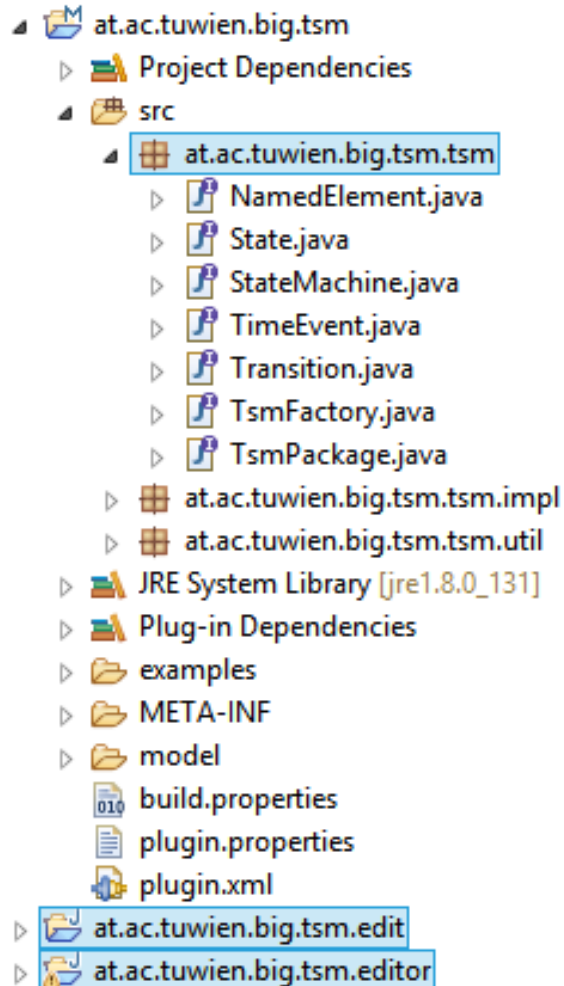 at.ac.tuwien.big.tsm
Project Dependencies
src
at.ac.tuwien.big.tsm.tsm
NamedElement.java
State.java
StateMachine.java
TimeEvent.java
Transition.java
TsmFactory.java
TsmPackage.java
at.ac.tuwien.big.tsm.tsm.impl
at.ac.tuwien.big.tsm.tsm.util
JRE System Library [jre1.8.0_131]
Plug-in Dependencies
examples
META-INF
model
build.properties
plugin.properties
plugin.xml
at.ac.tuwien.big.tsm.edit
at.ac.tuwien.big.tsm.editor